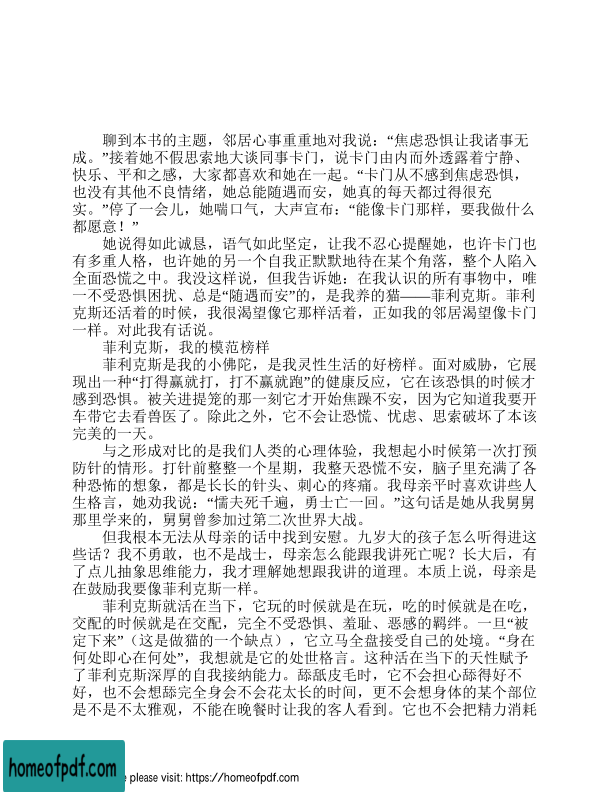 聊到本书的主题，邻居心事重重地对我说：“焦虑恐惧让我诸事无
成。”接着她不假思索地大谈同事卡门，说卡门由内而外透露着宁静、
快乐、平和之感，大家都喜欢和她在一起。“卡门从不感到焦虑恐惧，
也没有其他不良情绪，她总能随遇而安，她真的每天都过得很充
实。”停了一会儿，她喘口气，大声宣布：“能像卡门那样，要我做什么
都愿意！”
她说得如此诚恳，语气如此坚定，让我不忍心提醒她，也许卡门也
有多重人格，也许她的另一个自我正默默地待在某个角落，整个人陷入
全面恐慌之中。我没这样说，但我告诉她：在我认识的所有事物中，唯
一不受恐惧困扰、总是“随遇而安”的，是我养的猫——菲利克斯。菲利
克斯还活着的时候，我很渴望像它那样活着，正如我的邻居渴望像卡门
一样。对此我有话说。
菲利克斯，我的模范榜样
菲利克斯是我的小佛陀，是我灵性生活的好榜样。面对威胁，它展
现出一种“打得赢就打，打不赢就跑”的健康反应，它在该恐惧的时候才
感到恐惧。被关进提笼的那一刻它才开始焦躁不安，因为它知道我要开
车带它去看兽医了。除此之外，它不会让恐慌、忧虑、思索破坏了本该
完美的一天。
与之形成对比的是我们人类的心理体验，我想起小时候第一次打预
防针的情形。打针前整整一个星期，我整天恐慌不安，脑子里充满了各
种恐怖的想象，都是长长的针头、刺心的疼痛。我母亲平时喜欢讲些人
生格言，她劝我说：“懦夫死千遍，勇士亡一回。”这句话是她从我舅舅
那里学来的，舅舅曾参加过第二次世界大战。
但我根本无法从母亲的话中找到安慰。九岁大的孩子怎么听得进这
些话？我不勇敢，也不是战士，母亲怎么能跟我讲死亡呢？长大后，有
了点儿抽象思维能力，我才理解她想跟我讲的道理。本质上说，母亲是
在鼓励我要像菲利克斯一样。
菲利克斯就活在当下，它玩的时候就是在玩，吃的时候就是在吃，
交配的时候就是在交配，完全不受恐惧、羞耻、恶感的羁绊。一旦“被
定下来”（这是做猫的一个缺点），它立马全盘接受自己的处境。“身在
何处即心在何处”，我想就是它的处世格言。这种活在当下的天性赋予
了菲利克斯深厚的自我接纳能力。舔舐皮毛时，它不会担心舔得好不
好，也不会想舔完全身会不会花太长的时间，更不会想身体的某个部位
是不是不太雅观，不能在晚餐时让我的客人看到。它也不会把精力消耗
homeofpdf.com
e please visit: https://homeofpdf.com